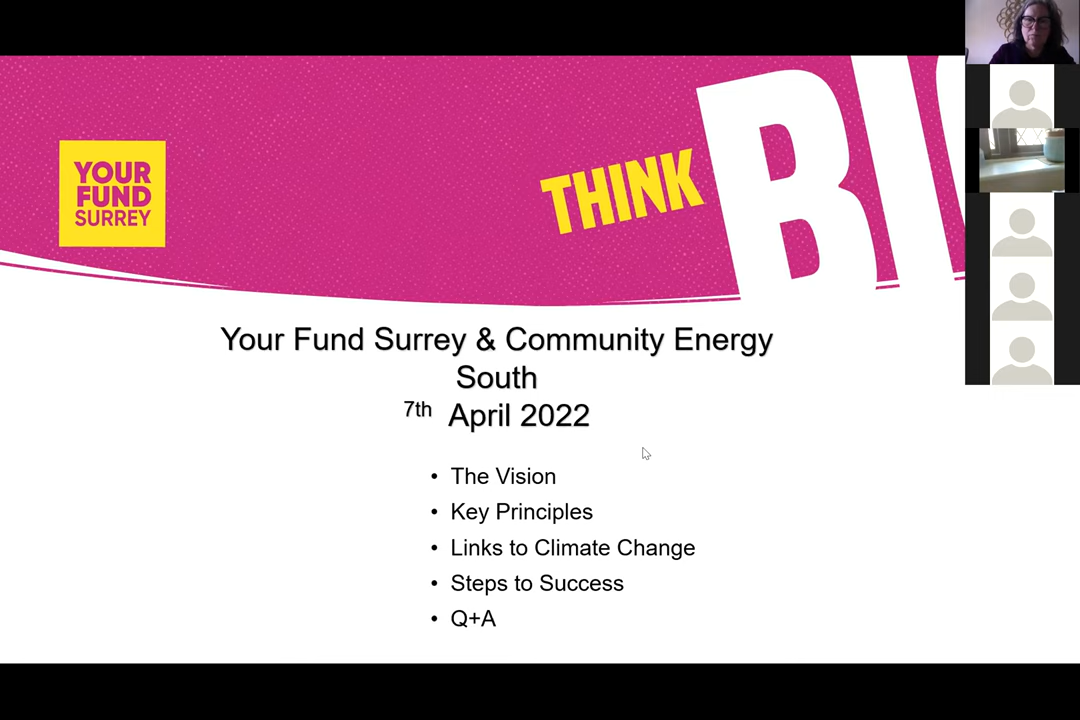 YOUR
FUND
SURREY
THINK
BIG
Your Fund Surrey & Community Energy
South
7th April 2022
• The Vision
• Key Principles
• Links to Climate Change
• Steps to Success
• Q+A